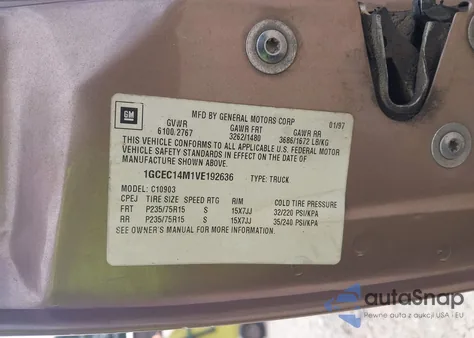 GM
MFD BY GENERAL MOTORS CORP 01/97
GVWR GAWR FRT GAWR RR
6100/2767 3262/1480 3686/1672 LB/KG
THIS VEHICLE CONFORMS TO ALL APPLICABLE U.S. FEDERAL MOTOR
VEHICLE SAFETY STANDARDS IN EFFECT ON THE DATE OF
MANUFACTURE SHOWN ABOVE.
1GCEC14M1VE192636 TYPE: TRUCK
MODEL: C10903
CPEJ TIRE SIZE SPEED RTG RIM COLD TIRE PRESSURE
FRT P235/75R15 S 15X7JJ 32/220 PSI/KPA
RR P235/75R15 S 15X7JJ 35/240 PSI/KPA
SEE OWNER'S MANUAL FOR MORE INFORMATION.
autoSnap
Pewne auto z aukcji USA i EU